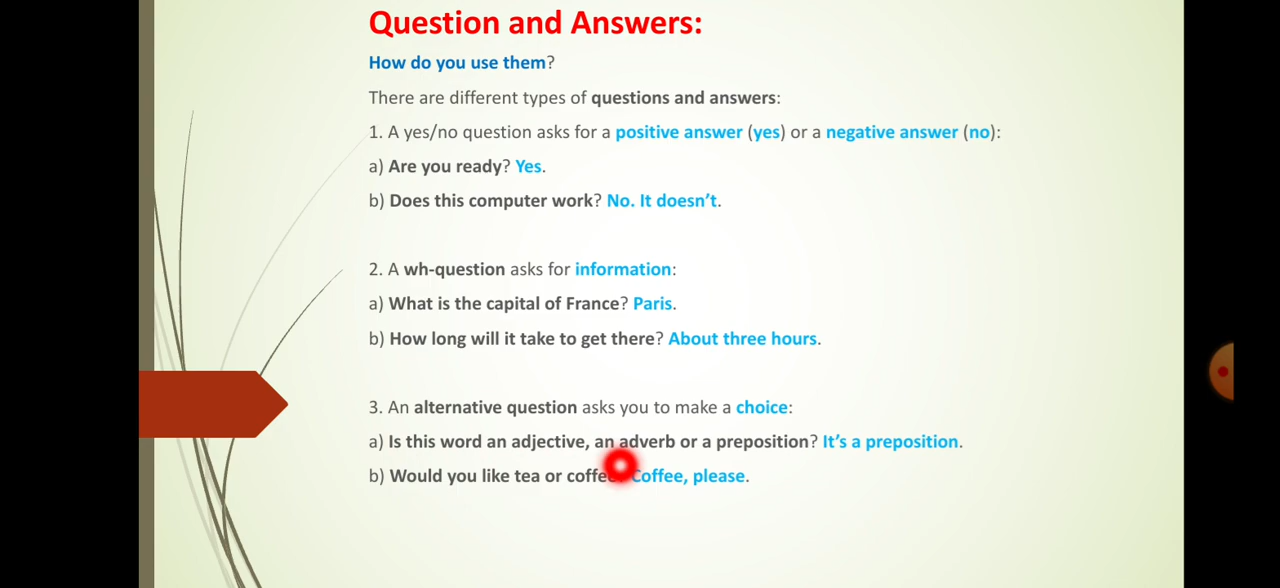 Question and Answers:
How do you use them?
There are different types of questions and answers:
1. A yes/no question asks for a positive answer (yes) or a negative answer (no):
a) Are you ready? Yes.
b) Does this computer work? No. It doesn’t.
2. A wh-question asks for information:
a) What is the capital of France? Paris.
b) How long will it take to get there? About three hours.
3. An alternative question asks you to make a choice:
a) Is this word an adjective, an adverb or a preposition? It’s a preposition.
b) Would you like tea or coffee? Coffee, please.